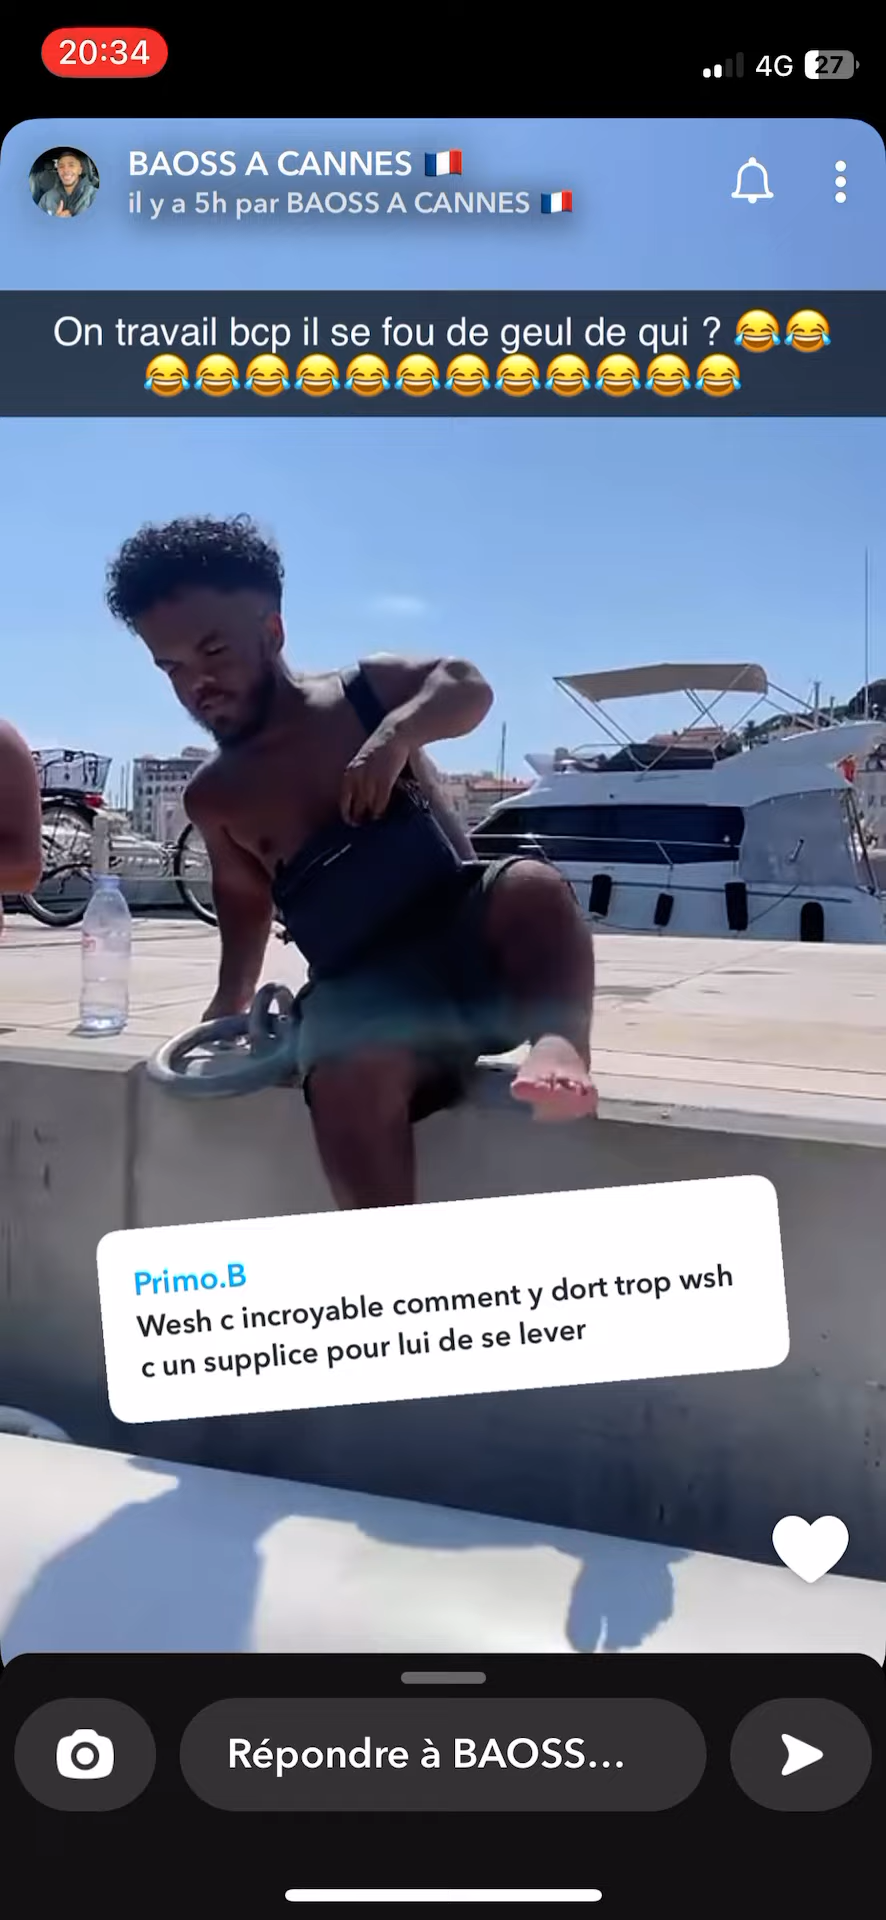 20:34
4G 27
BAOSS A CANNES 🇫🇷
il y a 5h par BAOSS A CANNES 🇫🇷
On travail bcp il se fou de geul de qui ? 😂😂
😂😂😂😂😂😂😂😂😂😂😂😂
Primo.B
Wesh c incroyable comment y dort trop wsh
c un supplice pour lui de se lever
Répondre à BAOSS...